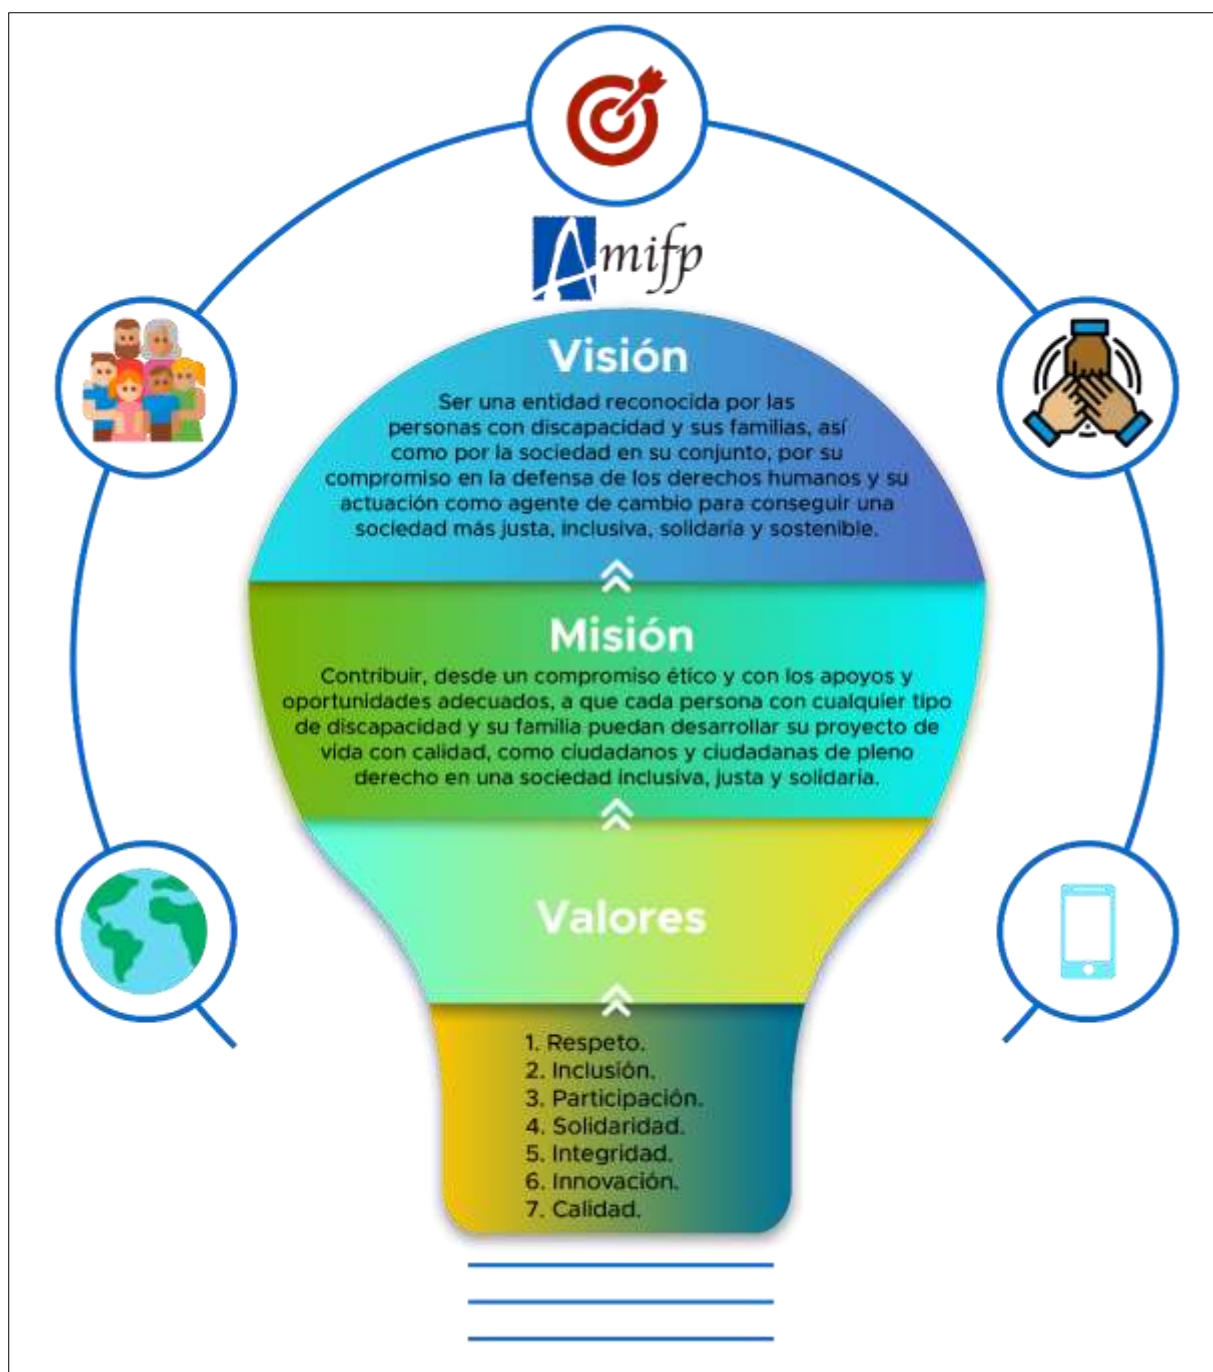 Amifp
Visión
Ser una entidad reconocida por las
personas con discapacidad y sus familias, así
como por la sociedad en su conjunto, por su
compromiso en la defensa de los derechos humanos y su
actuación como agente de cambio para conseguir una
sociedad más justa, inclusiva, solidaria y sostenible.
Misión
Contribuir, desde un compromiso ético y con los apoyos y
oportunidades adecuados, a que cada persona con cualquier tipo
de discapacidad y su familia puedan desarrollar su proyecto de
vida con calidad, como ciudadanos y ciudadanas de pleno
derecho en una sociedad inclusiva, justa y solidaria.
Valores
1. Respeto.
2. Inclusión.
3. Participación.
4. Solidaridad.
5. Integridad.
6. Innovación.
7. Calidad.